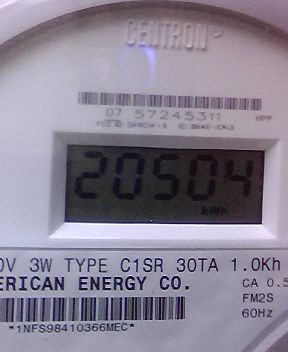 CENTRON®
07 57245311 HPP
20504
kWh
0V 3W TYPE C1SR 30TA 1.0Kh
ERICAN ENERGY CO. CA 0.5
FM2S
*1NFS98410366MEC* 60Hz